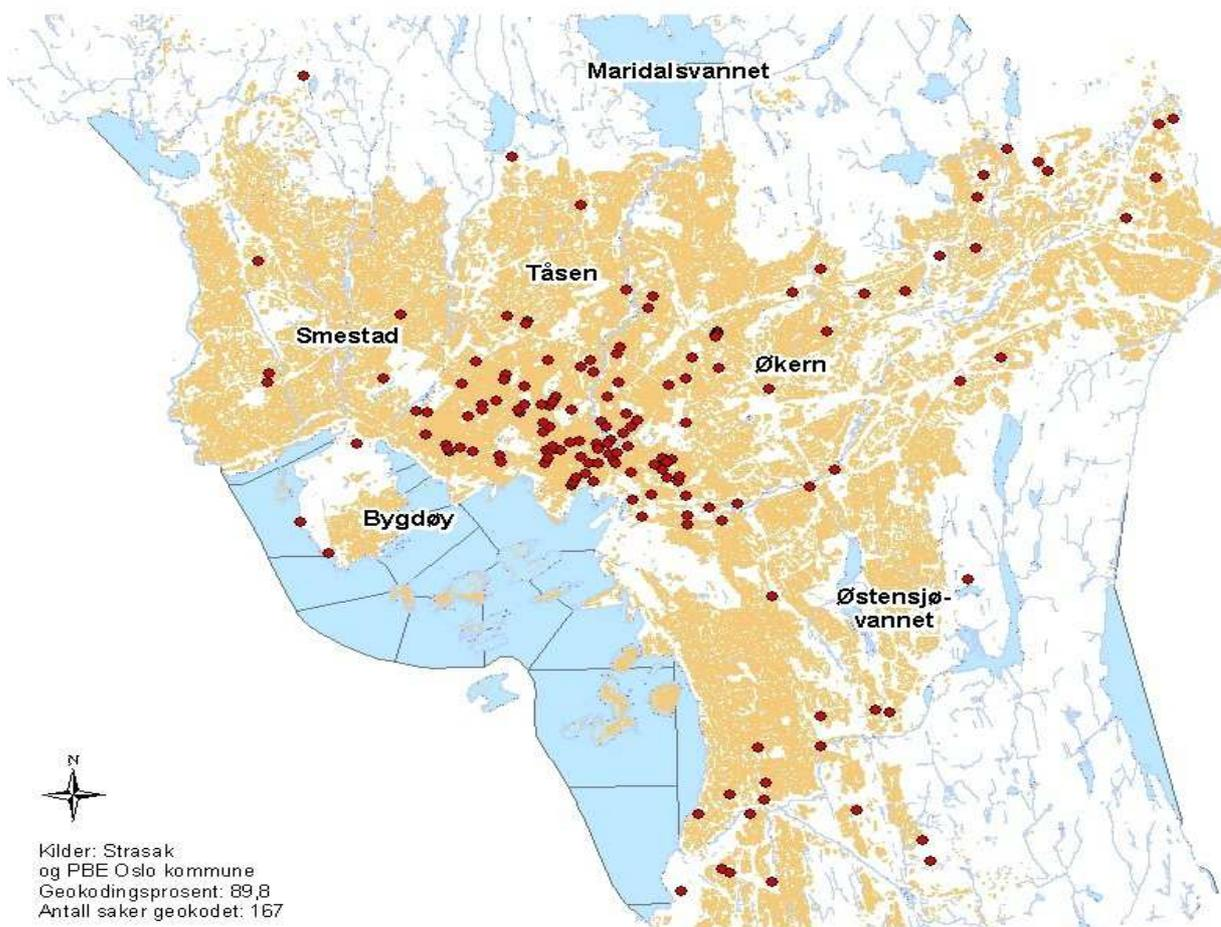 Maridalsvannet
Tåsen
Smestad
Økern
Bygdøy
Østensjø-
vannet
N
Kilder: Strasak
og PBE Oslo kommune
Geokodingsprosent: 89,8
Antall saker geokodet: 167